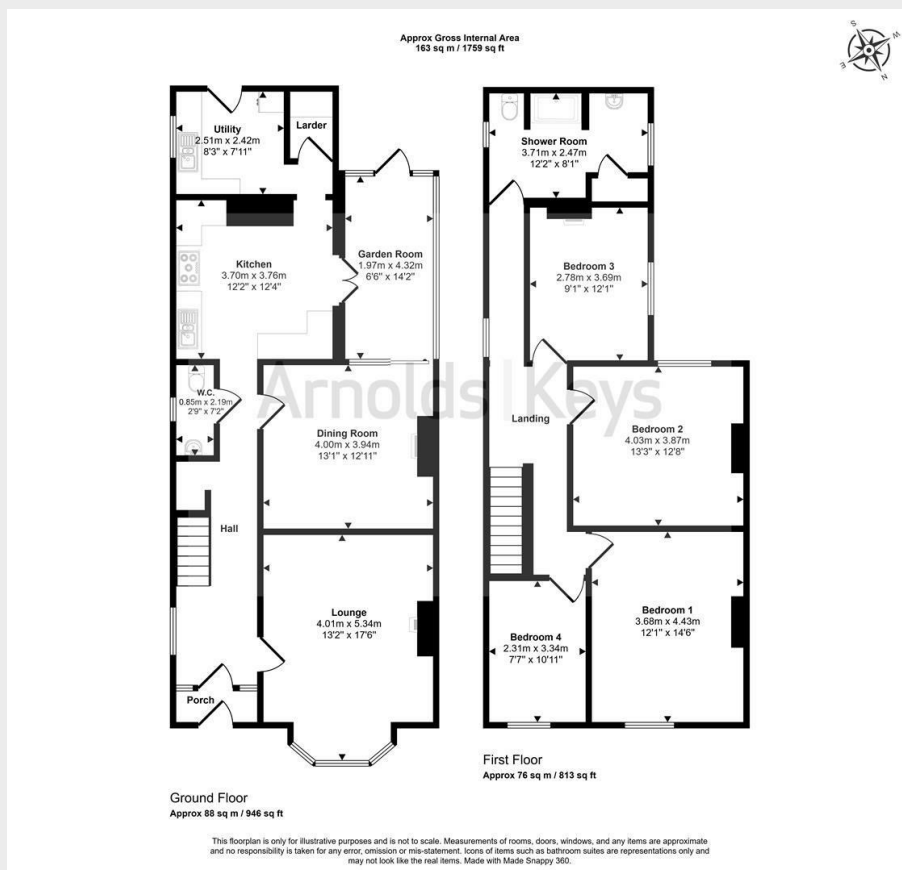 Approx Gross Internal Area
163 sq m / 1759 sq ft
S
W
E
N
Utility
2.51m x 2.42m
8'3" x 7'11"
Larder
Kitchen
3.70m x 3.76m
12'2" x 12'4"
Garden Room
1.97m x 4.32m
6'6" x 14'2"
W.C.
0.85m x 2.19m
2'9" x 7'2"
Dining Room
4.00m x 3.94m
13'1" x 12'11"
Hall
Lounge
4.01m x 5.34m
13'2" x 17'6"
Porch
Ground Floor
Approx 88 sq m / 946 sq ft
Shower Room
3.71m x 2.47m
12'2" x 8'1"
Bedroom 3
2.78m x 3.69m
9'1" x 12'1"
Landing
Bedroom 2
4.03m x 3.87m
13'3" x 12'8"
Bedroom 1
3.68m x 4.43m
12'1" x 14'6"
Bedroom 4
2.31m x 3.34m
7'7" x 10'11"
First Floor
Approx 76 sq m / 813 sq ft
Arnolds | Keys
This floorplan is only for illustrative purposes and is not to scale. Measurements of rooms, doors, windows, and any items are approximate
and no responsibility is taken for any error, omission or mis-statement. Icons of items such as bathroom suites are representations only and
may not look like the real items. Made with Made Snappy 360.